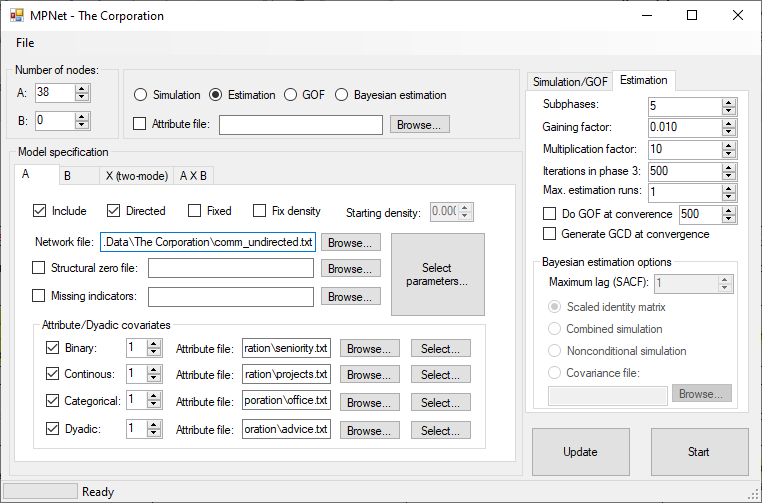 MPNet - The Corporation
File
Number of nodes:
A: 38
B: 0
Simulation Estimation GOF Bayesian estimation
Attribute file: Browse...
Model specification
A B X (two-mode) A X B
Include Directed Fixed Fix density Starting density: 0.000
Network file: .Data\The Corporation\comm_undirected.txt Browse...
Structural zero file: Browse...
Missing indicators: Browse...
Select
parameters...
Attribute/Dyadic covariates
Binary: 1 Attribute file: ration\seniority.txt Browse... Select...
Continous: 1 Attribute file: ration\projects.txt Browse... Select...
Categorical: 1 Attribute file: poration\office.txt Browse... Select...
Dyadic: 1 Attribute file: oration\advice.txt Browse... Select...
Simulation/GOF Estimation
Subphases: 5
Gaining factor: 0.010
Multiplication factor: 10
Iterations in phase 3: 500
Max. estimation runs: 1
Do GOF at converence 500
Generate GCD at convergence
Bayesian estimation options
Maximum lag (SACF): 1
Scaled identity matrix
Combined simulation
Nonconditional simulation
Covariance file:
Browse...
Update Start
Ready